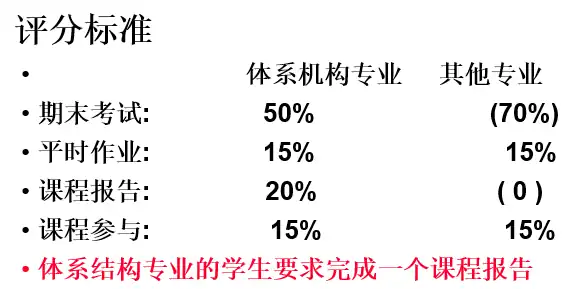 评分标准
• 体系机构专业 其他专业
• 期末考试: 50% (70%)
• 平时作业: 15% 15%
• 课程报告: 20% ( 0 )
• 课程参与: 15% 15%
• 体系结构专业的学生要求完成一个课程报告